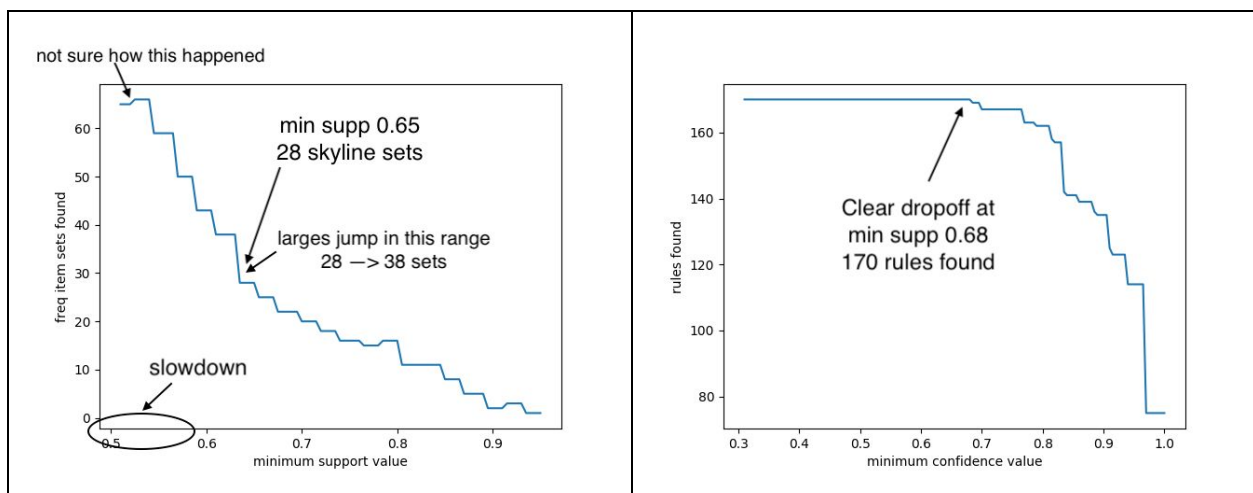 not sure how this happened
min supp 0.65
28 skyline sets
larges jump in this range
28 —> 38 sets
slowdown
freq item sets found
60
50
40
30
20
10
0
0.5 0.6 0.7 0.8 0.9
minimum support value
Clear dropoff at
min supp 0.68
170 rules found
rules found
160
140
120
100
80
0.3 0.4 0.5 0.6 0.7 0.8 0.9 1.0
minimum confidence value